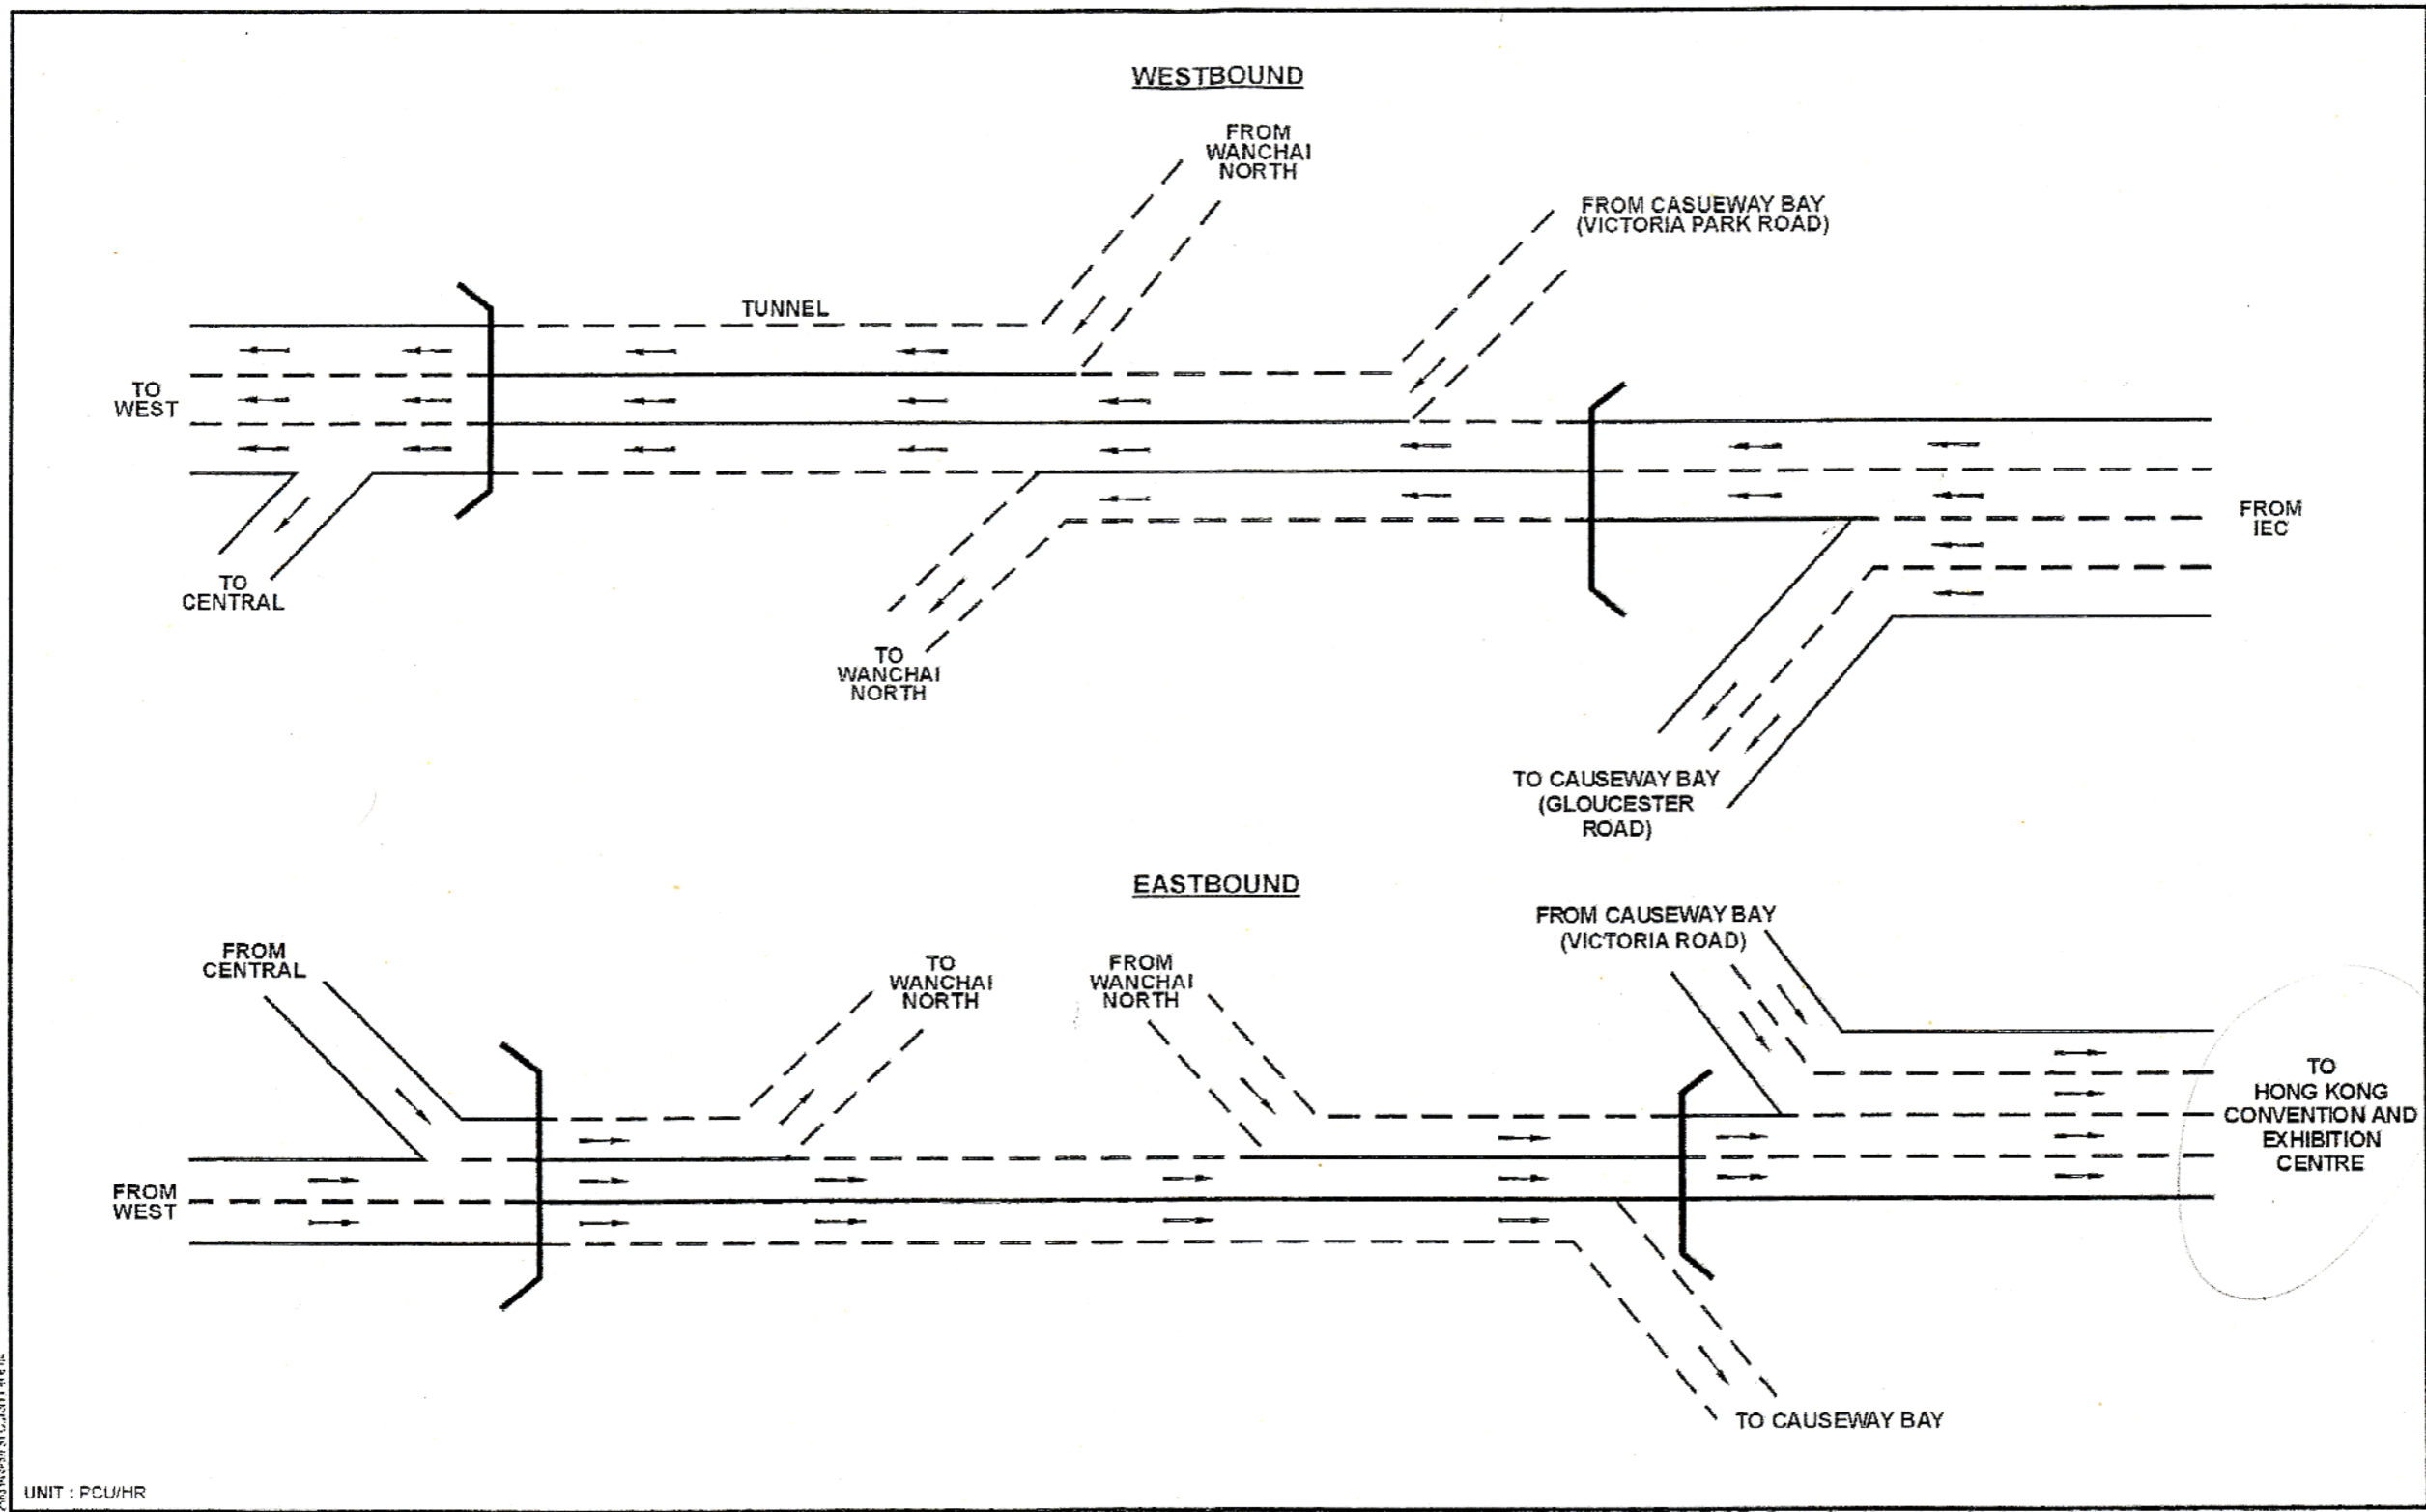 WESTBOUND
FROM
WANCHAI
NORTH
FROM CASUEWAY BAY
(VICTORIA PARK ROAD)
TUNNEL
TO
WEST
FROM
IEC
TO
CENTRAL
TO
WANCHAI
NORTH
TO CAUSEWAY BAY
(GLOUCESTER
ROAD)
EASTBOUND
FROM
CENTRAL
TO
WANCHAI
NORTH
FROM
WANCHAI
NORTH
FROM CAUSEWAY BAY
(VICTORIA ROAD)
TO
HONG KONG
CONVENTION AND
EXHIBITION
CENTRE
FROM
WEST
TO CAUSEWAY BAY
UNIT : PCU/HR